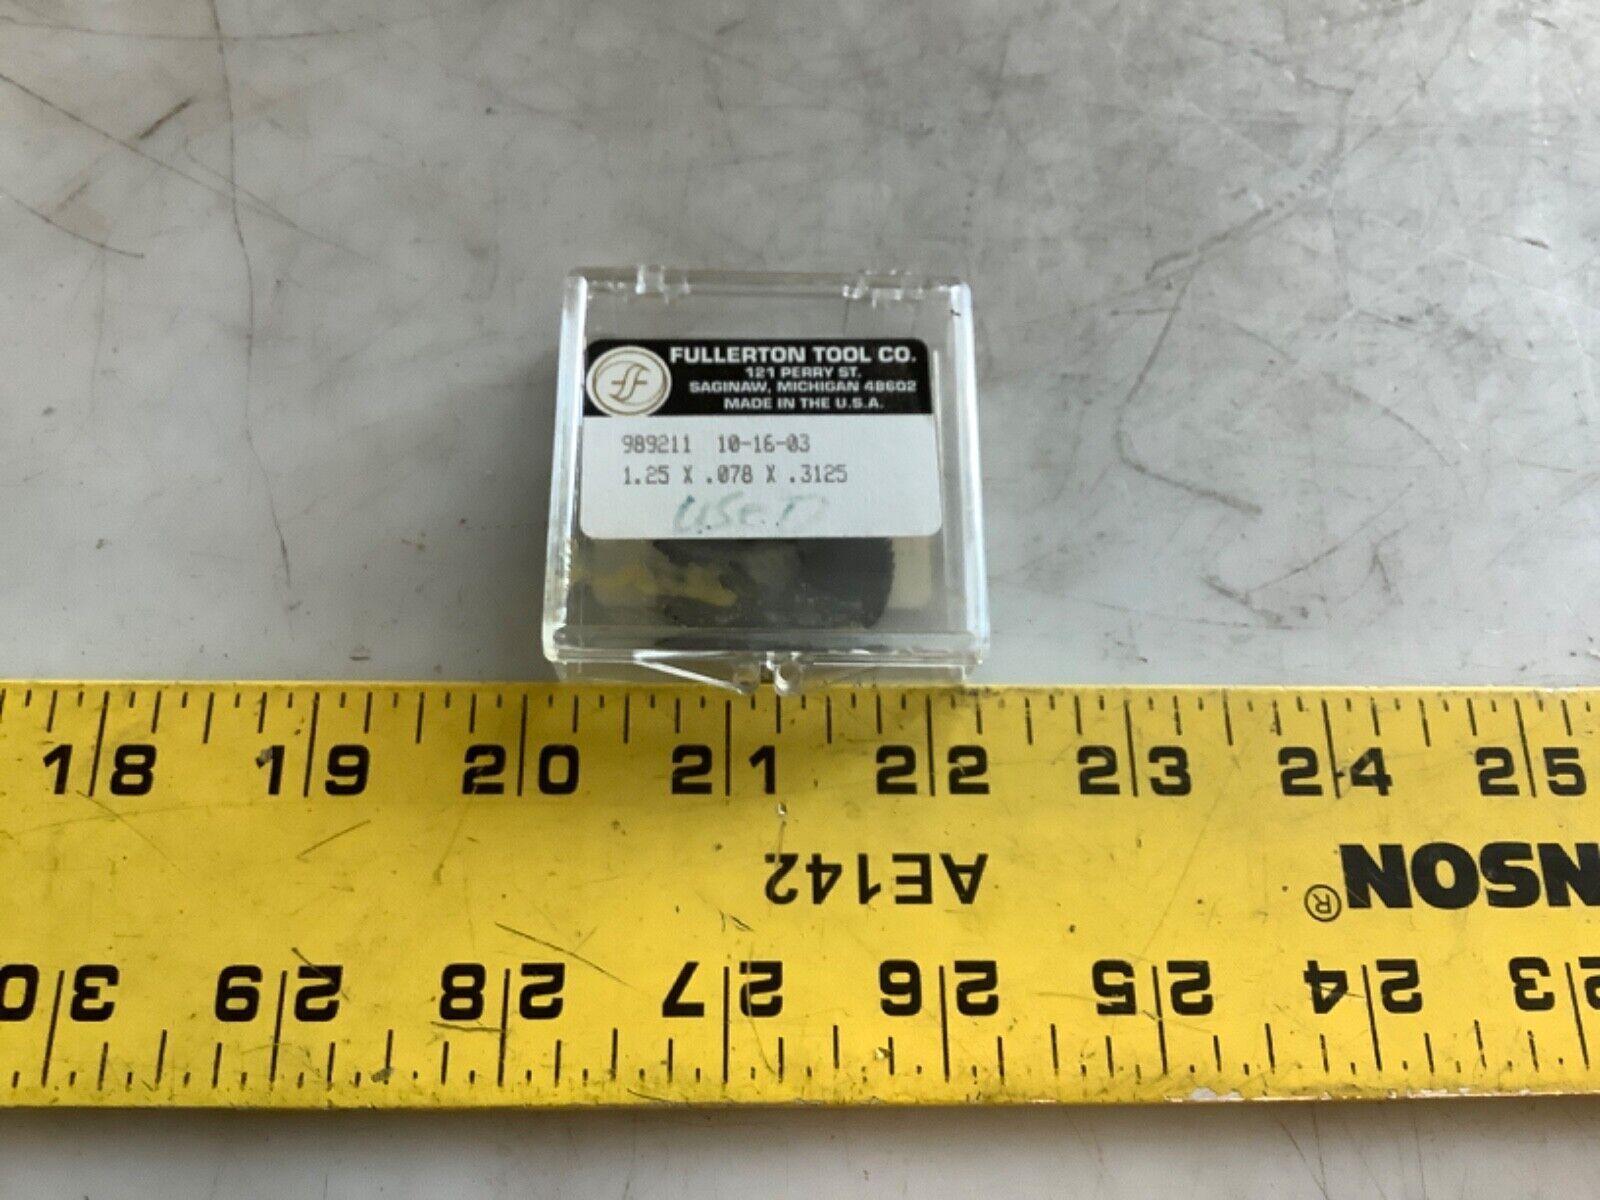 FULLERTON TOOL CO.
121 PERRY ST.
SAGINAW, MICHIGAN 48602
MADE IN THE U.S.A.
989211 10-16-03
1.25 X .078 X .3125
USED
18 19 20 21 22 23 24 25
AE142
NSON®
30 29 28 27 26 25 24 23